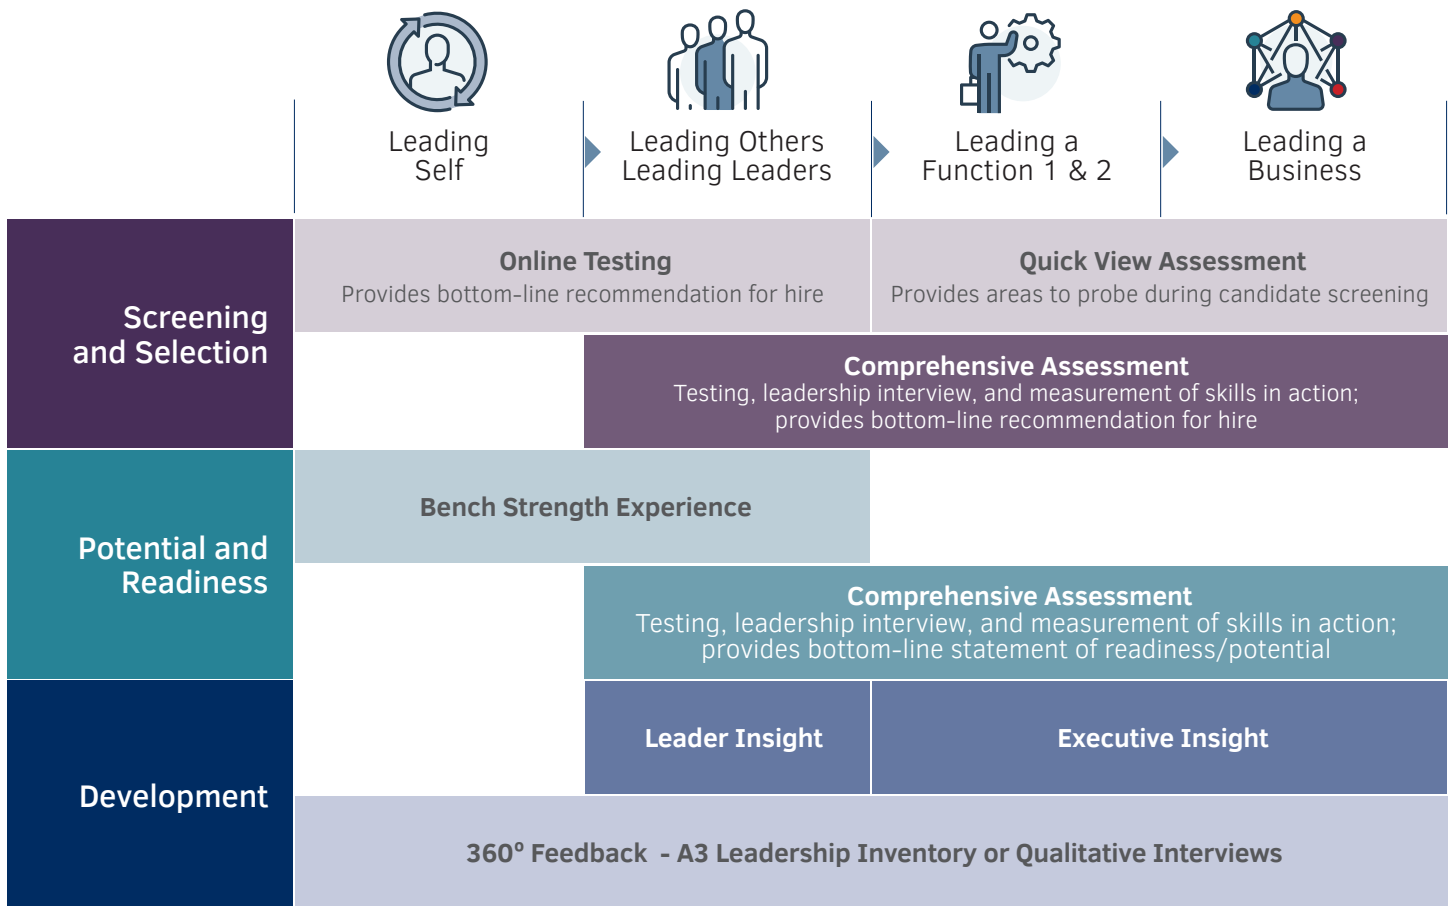 Leading
Self
Leading Others
Leading Leaders
Leading a
Function 1 & 2
Leading a
Business
Screening
and Selection
Online Testing
Provides bottom-line recommendation for hire
Quick View Assessment
Provides areas to probe during candidate screening
Comprehensive Assessment
Testing, leadership interview, and measurement of skills in action;
provides bottom-line recommendation for hire
Potential and
Readiness
Bench Strength Experience
Comprehensive Assessment
Testing, leadership interview, and measurement of skills in action;
provides bottom-line statement of readiness/potential
Development
Leader Insight
Executive Insight
360º Feedback - A3 Leadership Inventory or Qualitative Interviews